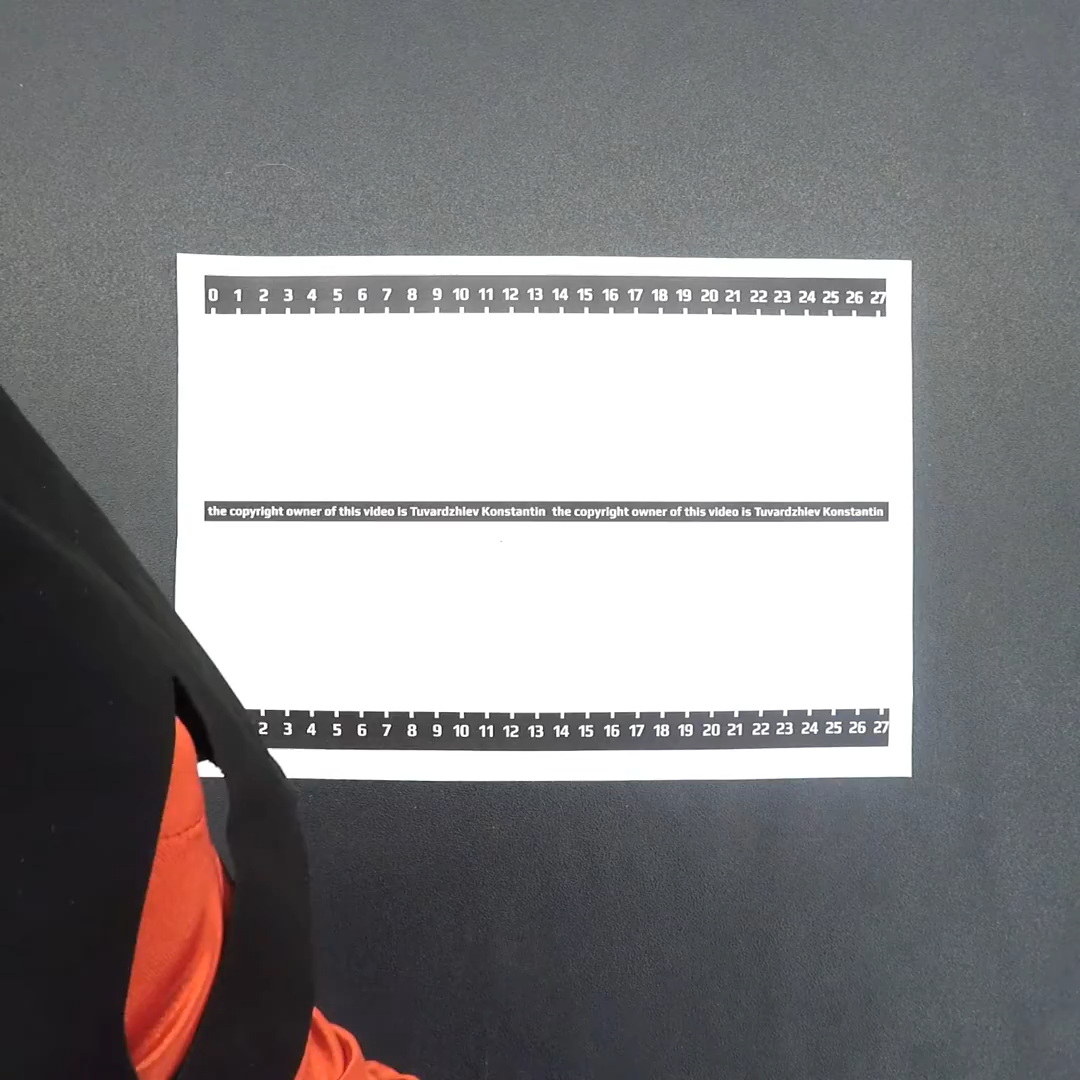 0 1 2 3 4 5 6 7 8 9 10 11 12 13 14 15 16 17 18 19 20 21 22 23 24 25 26 27
the copyright owner of this video is Tuvardzhiev Konstantin the copyright owner of this video is Tuvardzhiev Konstantin
2 3 4 5 6 7 8 9 10 11 12 13 14 15 16 17 18 19 20 21 22 23 24 25 26 27